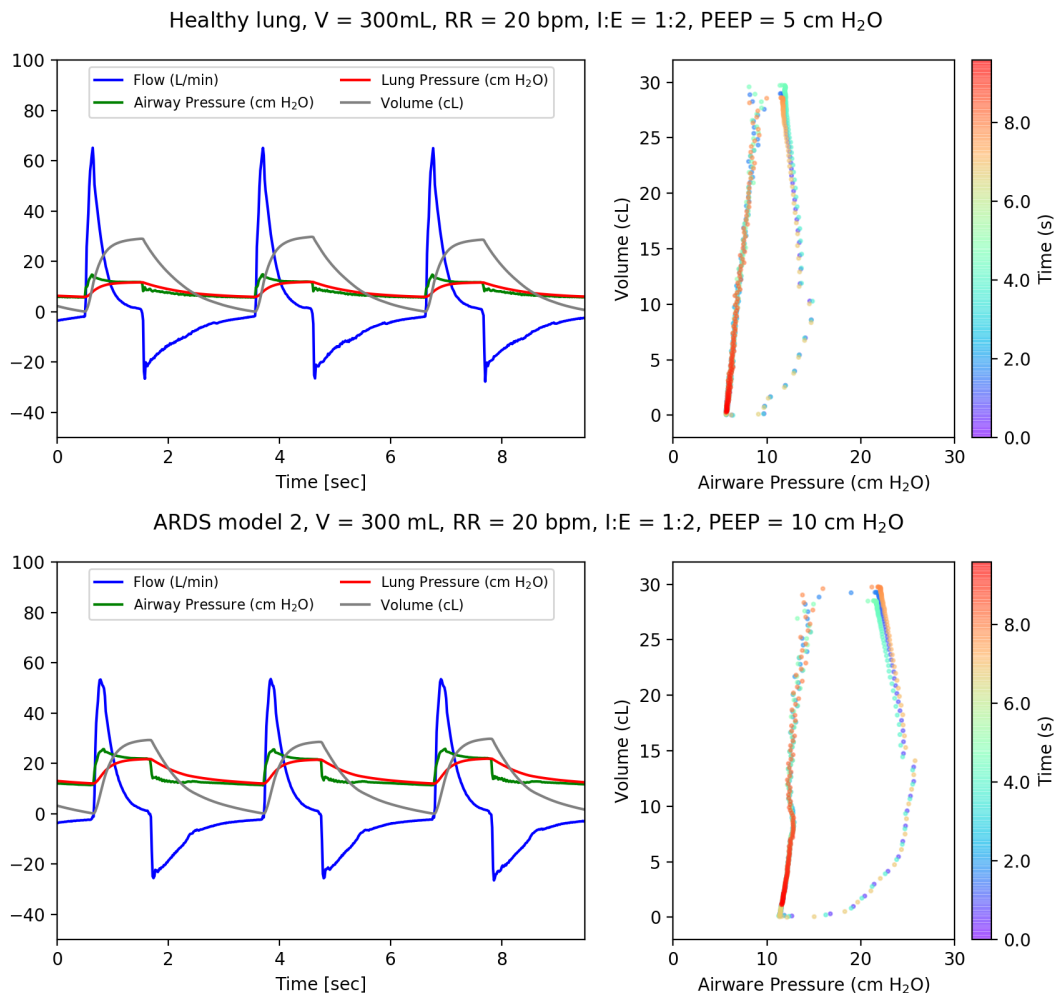 Healthy lung, V = 300mL, RR = 20 bpm, I:E = 1:2, PEEP = 5 cm H₂O
100
80
60
40
20
0
−20
−40
Flow (L/min)
Airway Pressure (cm H₂O)
Lung Pressure (cm H₂O)
Volume (cL)
0 2 4 6 8
Time [sec]
30
25
20
15
10
5
0
Volume (cL)
0 10 20 30
Airware Pressure (cm H₂O)
8.0
6.0
4.0
2.0
0.0
Time (s)
ARDS model 2, V = 300 mL, RR = 20 bpm, I:E = 1:2, PEEP = 10 cm H₂O
100
80
60
40
20
0
−20
−40
Flow (L/min)
Airway Pressure (cm H₂O)
Lung Pressure (cm H₂O)
Volume (cL)
0 2 4 6 8
Time [sec]
30
25
20
15
10
5
0
Volume (cL)
0 10 20 30
Airware Pressure (cm H₂O)
8.0
6.0
4.0
2.0
0.0
Time (s)